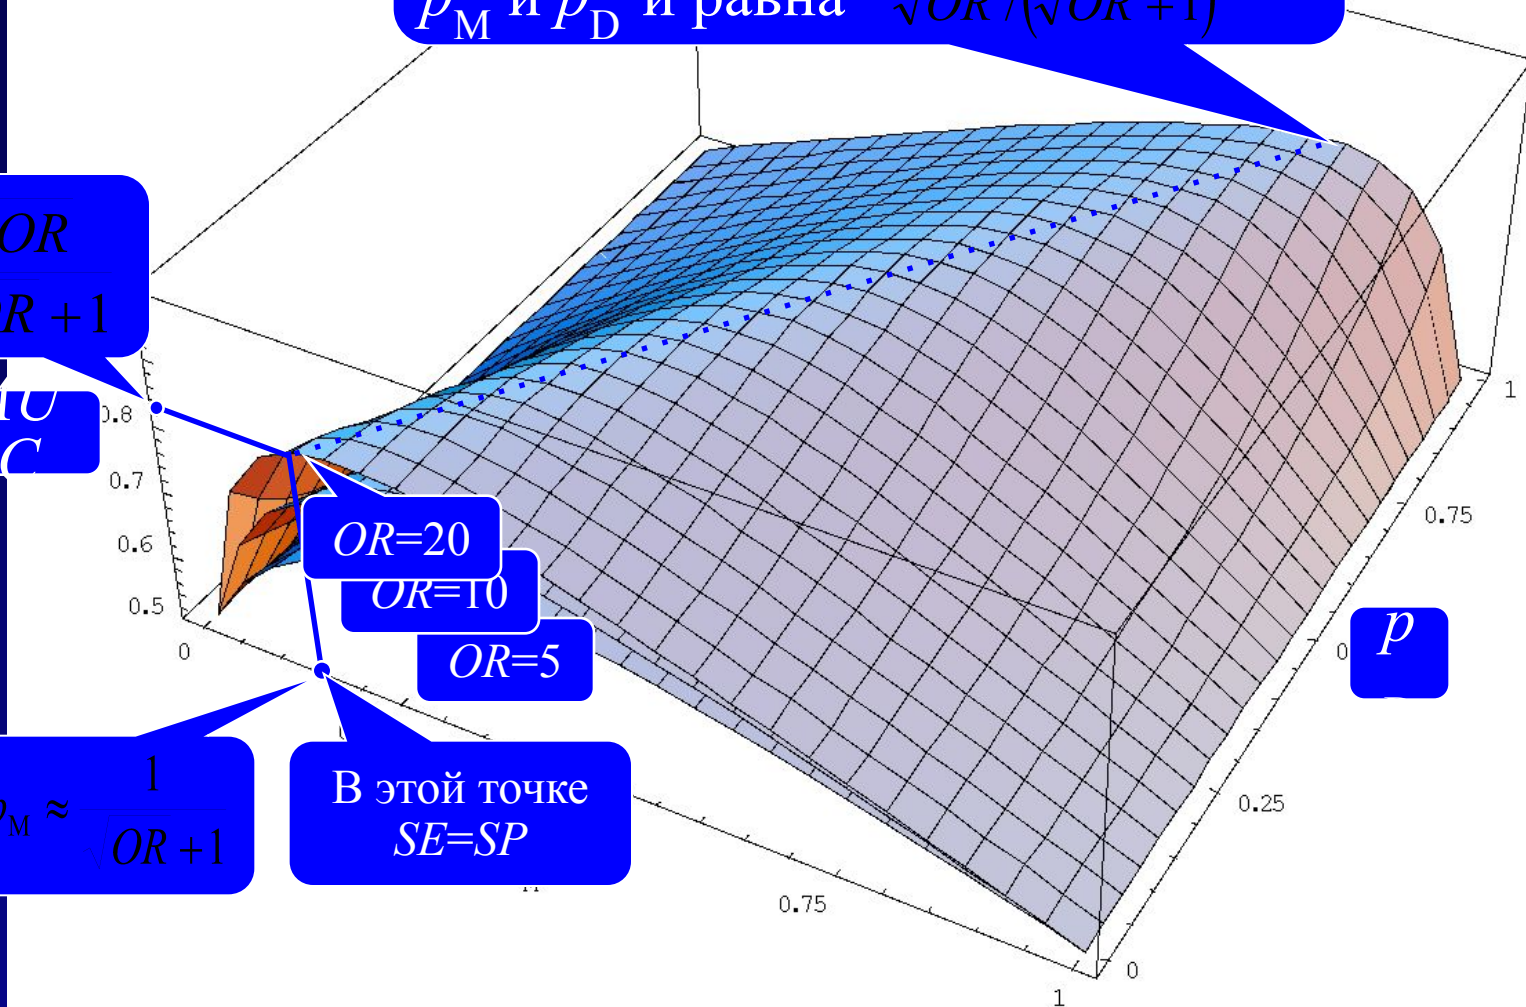 p_M и p_D и равна √OR /(√OR + 1)
OR
R + 1
0.8
C
0.7
0.6
0.5
0
OR=20
OR=10
OR=5
1
0.75
0
p
0.25
0
p_M ≈ 1
√OR + 1
В этой точке
SE=SP
0.75
1